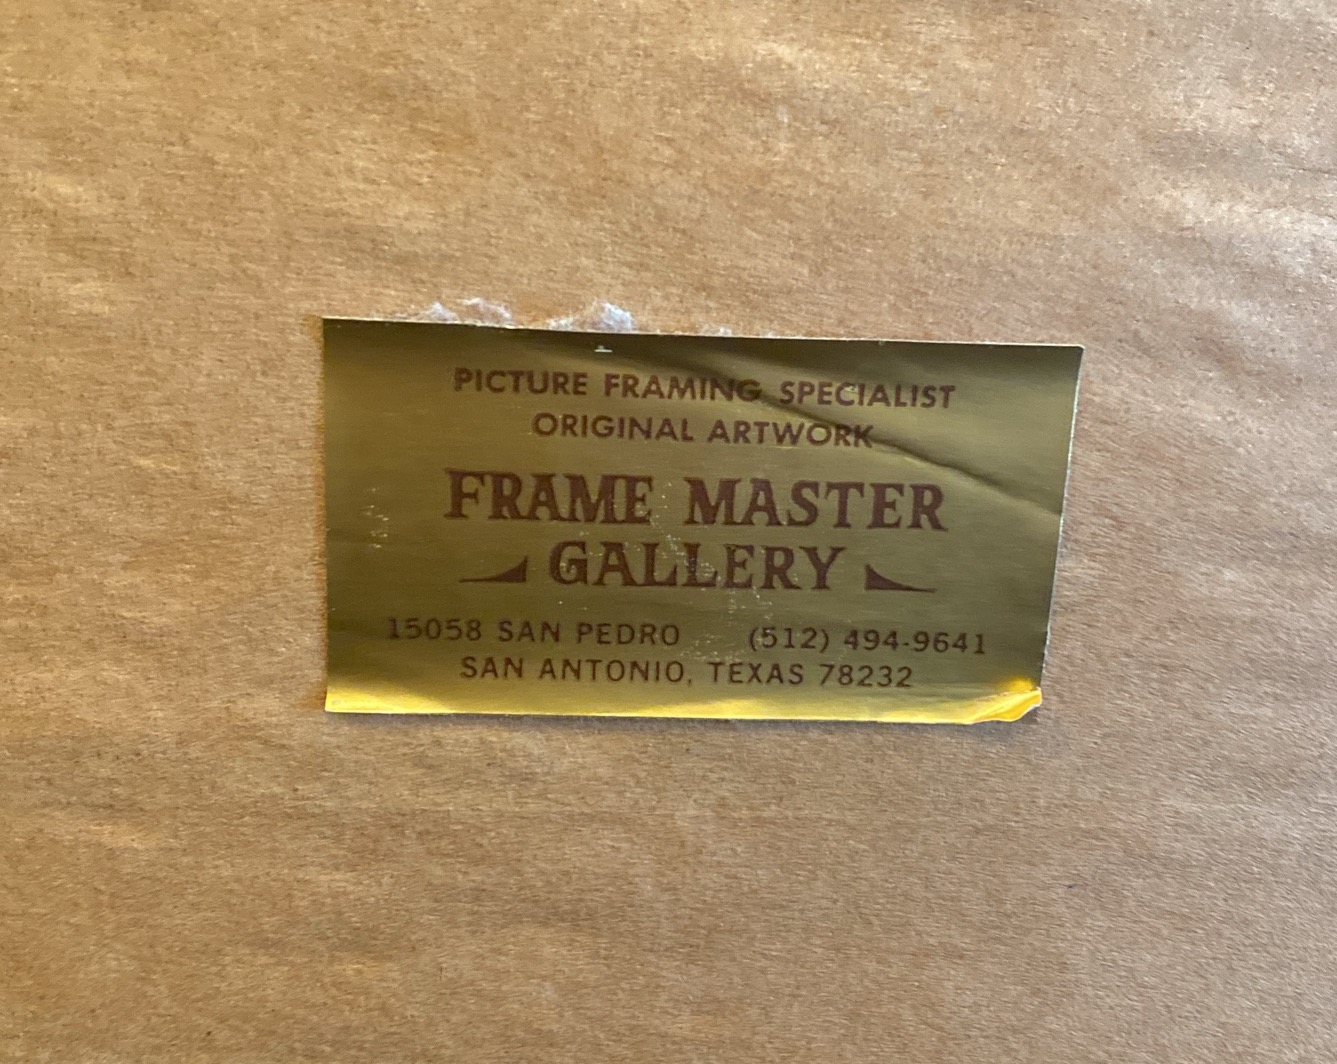 PICTURE FRAMING SPECIALIST
ORIGINAL ARTWORK
FRAME MASTER
GALLERY
15058 SAN PEDRO (512) 494-9641
SAN ANTONIO, TEXAS 78232